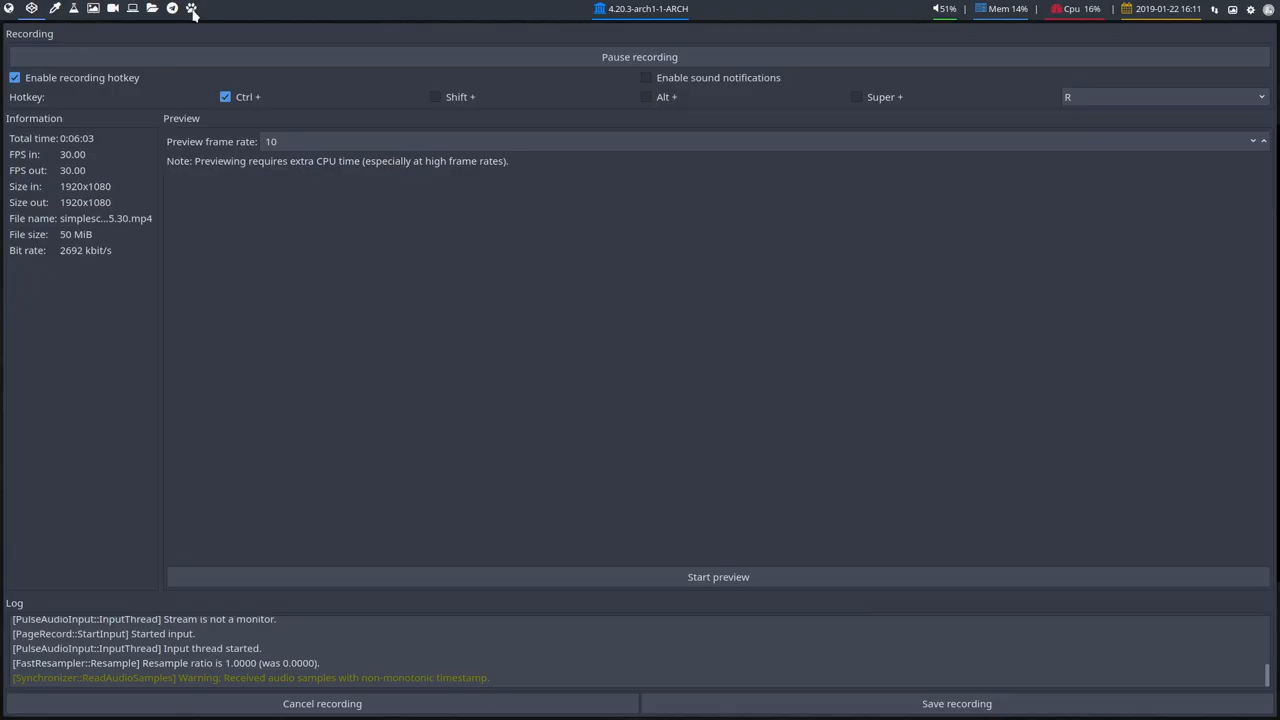 4.20.3-arch1-1-ARCH
51% | Mem 14% | Cpu 16% | 2019-01-22 16:11
Recording
Pause recording
Enable recording hotkey
Enable sound notifications
Hotkey: Ctrl + Shift + Alt + Super + R
Information
Total time: 0:06:03
FPS in: 30.00
FPS out: 30.00
Size in: 1920x1080
Size out: 1920x1080
File name: simplesc...5.30.mp4
File size: 50 MiB
Bit rate: 2692 kbit/s
Preview
Preview frame rate: 10
Note: Previewing requires extra CPU time (especially at high frame rates).
Start preview
Log
[PulseAudioInput::InputThread] Stream is not a monitor.
[PageRecord::StartInput] Started input.
[PulseAudioInput::InputThread] Input thread started.
[FastResampler::Resample] Resample ratio is 1.0000 (was 0.0000).
[Synchronizer::ReadAudioSamples] Warning: Received audio samples with non-monotonic timestamp.
Cancel recording
Save recording